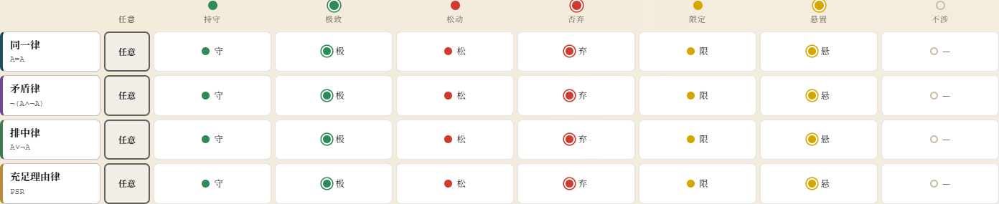 任意 持守 极致 松动 否弃 限定 悬置 不涉
同一律
A=A
任意 守 极 松 弃 限 悬 —
矛盾律
¬(A∧¬A)
任意 守 极 松 弃 限 悬 —
排中律
A∨¬A
任意 守 极 松 弃 限 悬 —
充足理由律
PSR
任意 守 极 松 弃 限 悬 —